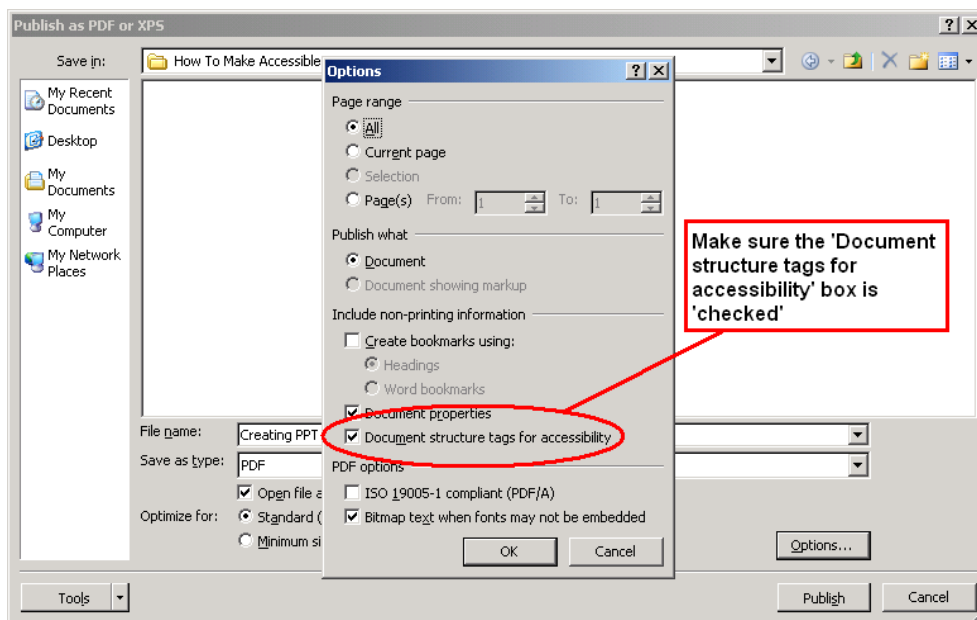 Publish as PDF or XPS
Save in:
How To Make Accessible
My Recent
Documents
Desktop
My
Documents
My
Computer
My Network
Places
Options
Page range
All
Current page
Selection
Page(s) From: 1 To: 1
Publish what
Document
Document showing markup
Include non-printing information
Create bookmarks using:
Headings
Word bookmarks
Document properties
Document structure tags for accessibility
PDF options
ISO 19005-1 compliant (PDF/A)
Bitmap text when fonts may not be embedded
OK Cancel
Make sure the 'Document
structure tags for
accessibility' box is
'checked'
File name: Creating PPT
Save as type: PDF
Open file a
Optimize for: Standard (
Minimum si
Options...
Tools Publish Cancel